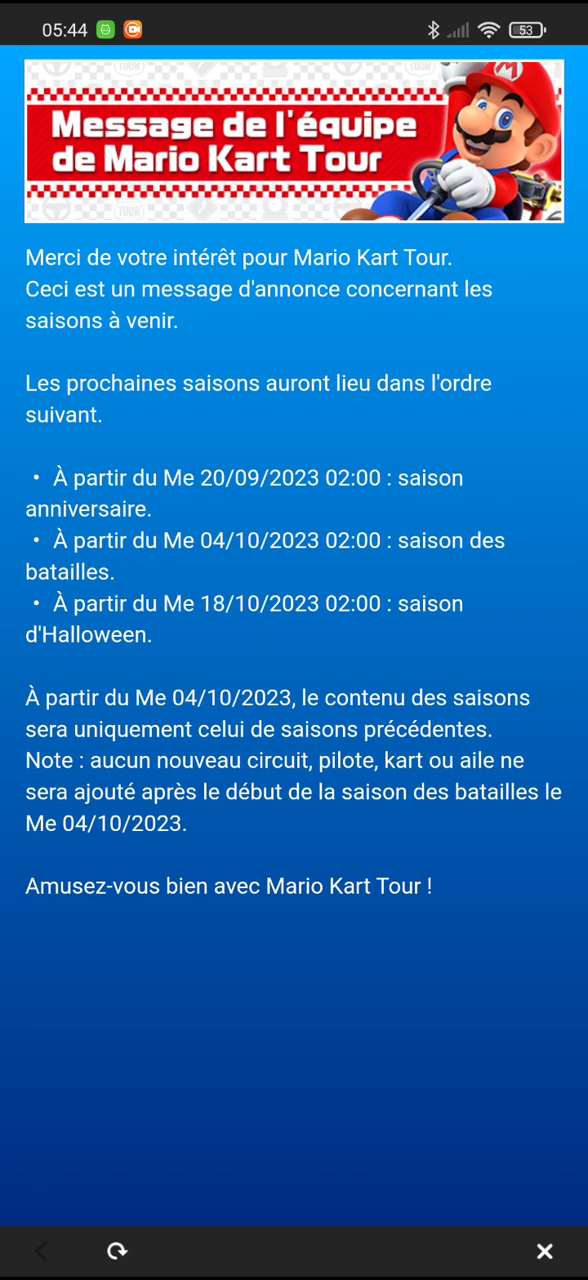 05:44
53
Message de l'équipe
de Mario Kart Tour
Merci de votre intérêt pour Mario Kart Tour.
Ceci est un message d'annonce concernant les
saisons à venir.
Les prochaines saisons auront lieu dans l'ordre
suivant.
・ À partir du Me 20/09/2023 02:00 : saison
anniversaire.
・ À partir du Me 04/10/2023 02:00 : saison des
batailles.
・ À partir du Me 18/10/2023 02:00 : saison
d'Halloween.
À partir du Me 04/10/2023, le contenu des saisons
sera uniquement celui de saisons précédentes.
Note : aucun nouveau circuit, pilote, kart ou aile ne
sera ajouté après le début de la saison des batailles le
Me 04/10/2023.
Amusez-vous bien avec Mario Kart Tour !